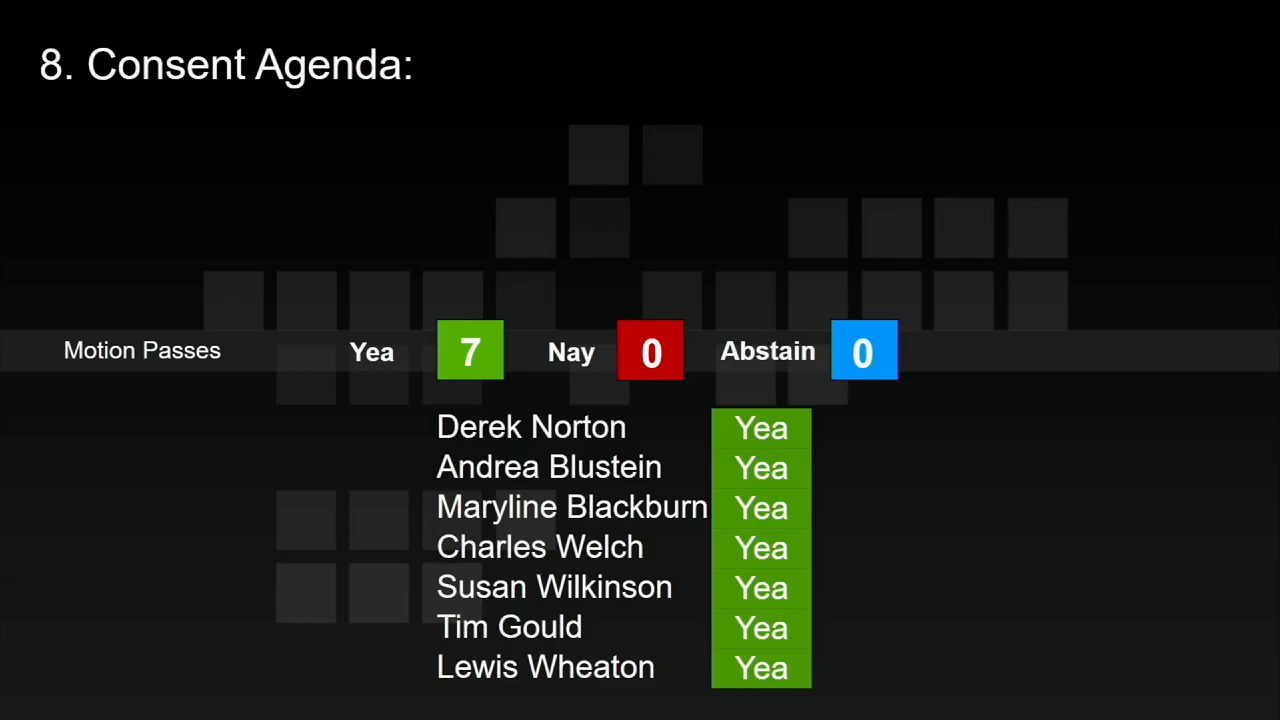 8. Consent Agenda:
Motion Passes Yea 7 Nay 0 Abstain 0
Derek Norton Yea
Andrea Blustein Yea
Maryline Blackburn Yea
Charles Welch Yea
Susan Wilkinson Yea
Tim Gould Yea
Lewis Wheaton Yea